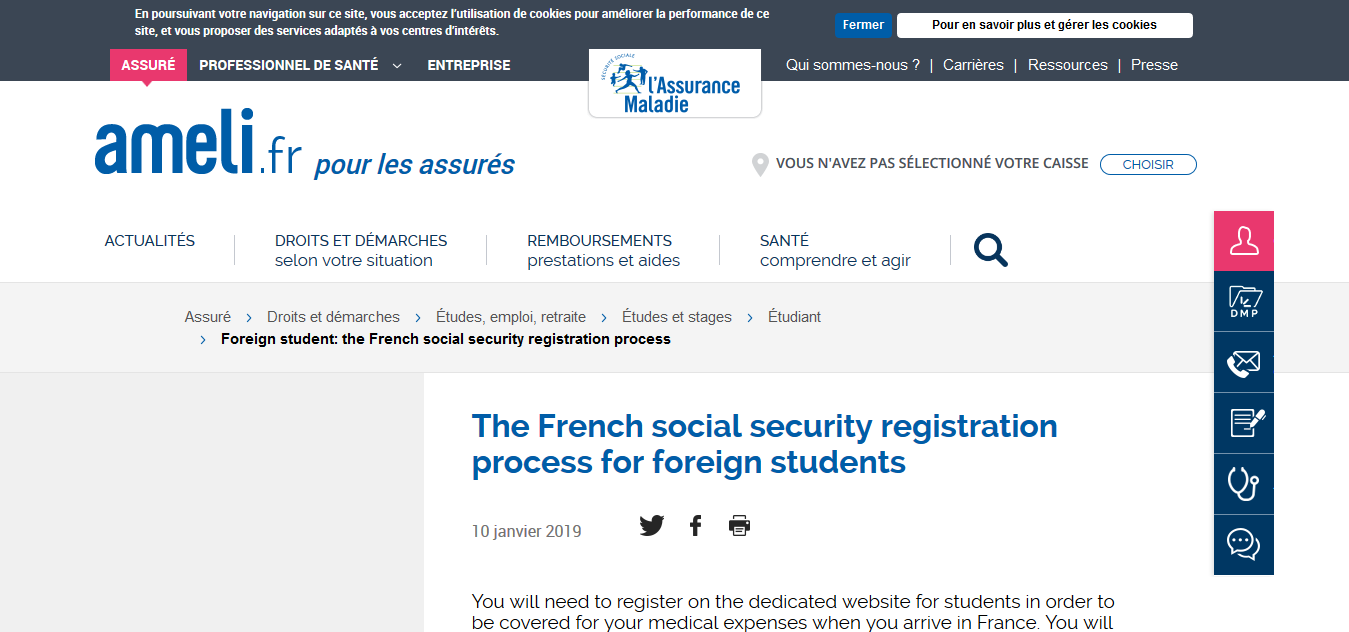 En poursuivant votre navigation sur ce site, vous acceptez l'utilisation de cookies pour améliorer la performance de ce
site, et vous proposer des services adaptés à vos centres d'intérêts.
Fermer
Pour en savoir plus et gérer les cookies
ASSURÉ
PROFESSIONNEL DE SANTÉ
ENTREPRISE
SÉCURITÉ SOCIALE
l'Assurance
Maladie
Qui sommes-nous ? | Carrières | Ressources | Presse
ameli.fr pour les assurés
VOUS N'AVEZ PAS SÉLECTIONNÉ VOTRE CAISSE
CHOISIR
ACTUALITÉS
DROITS ET DÉMARCHES
selon votre situation
REMBOURSEMENTS
prestations et aides
SANTÉ
comprendre et agir
DMP
Assuré › Droits et démarches › Études, emploi, retraite › Études et stages › Étudiant
› Foreign student: the French social security registration process
The French social security registration
process for foreign students
10 janvier 2019
You will need to register on the dedicated website for students in order to
be covered for your medical expenses when you arrive in France. You will